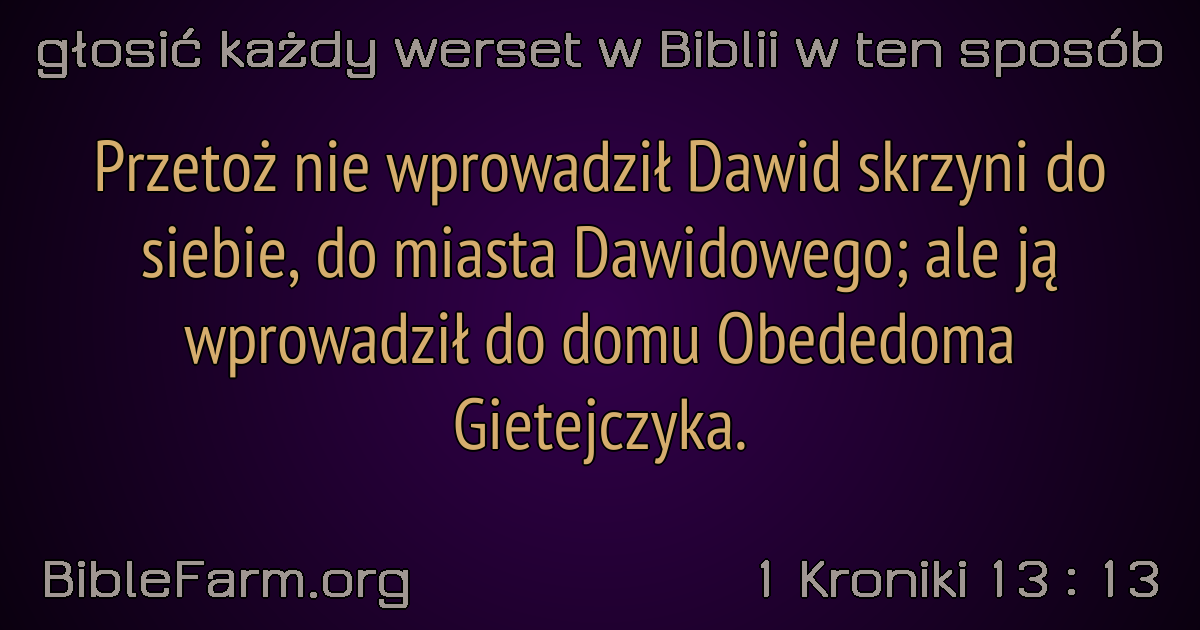 głosić każdy werset w Biblii w ten sposób
Przetoż nie wprowadził Dawid skrzyni do
siebie, do miasta Dawidowego; ale ją
wprowadził do domu Obededoma
Gietejczyka.
BibleFarm.org
1 Kroniki 13 : 13